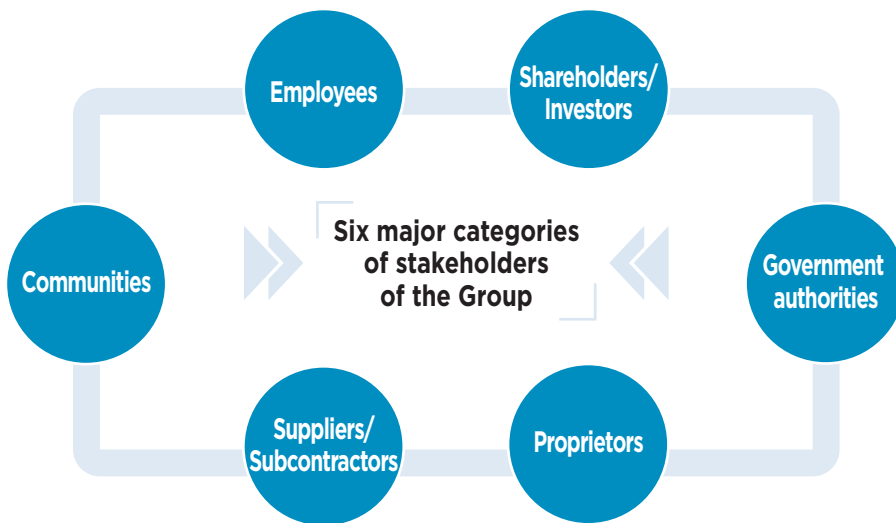 Employees
Shareholders/
Investors
Communities
Six major categories
of stakeholders
of the Group
Government
authorities
Suppliers/
Subcontractors
Proprietors